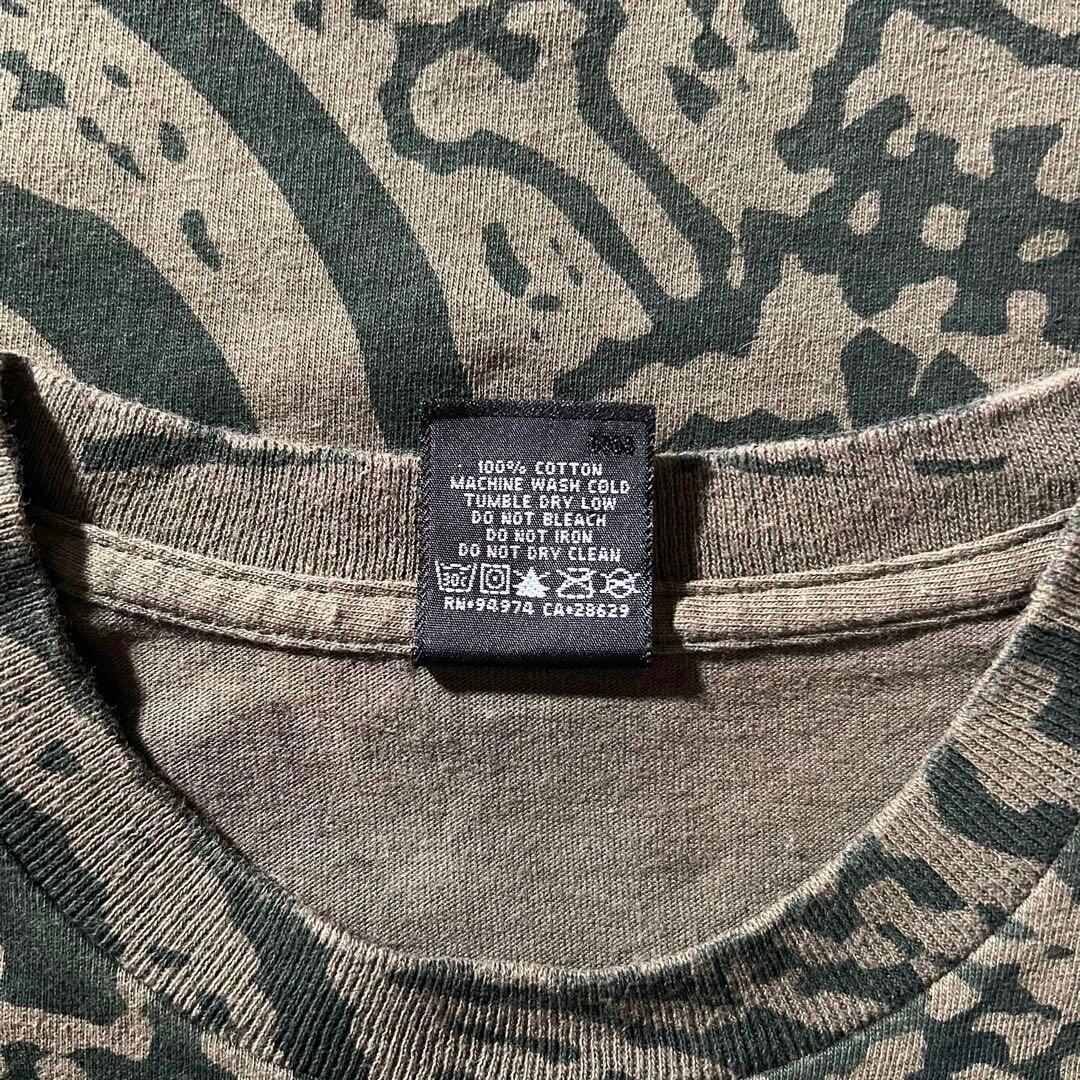 100% COTTON
MACHINE WASH COLD
TUMBLE DRY LOW
DO NOT BLEACH
DO NOT IRON
DO NOT DRY CLEAN
30c
RN•94974 CA•28629